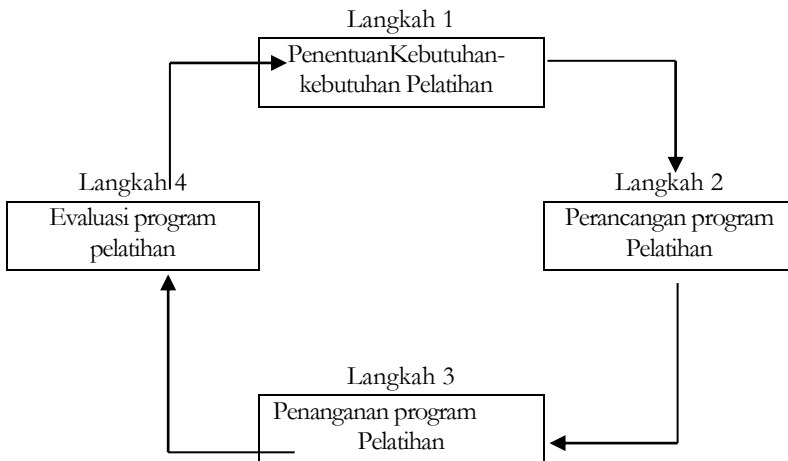 Langkah 1
PenentuanKebutuhan-
kebutuhan Pelatihan
Langkah 4
Evaluasi program
pelatihan
Langkah 2
Perancangan program
Pelatihan
Langkah 3
Penanganan program
Pelatihan